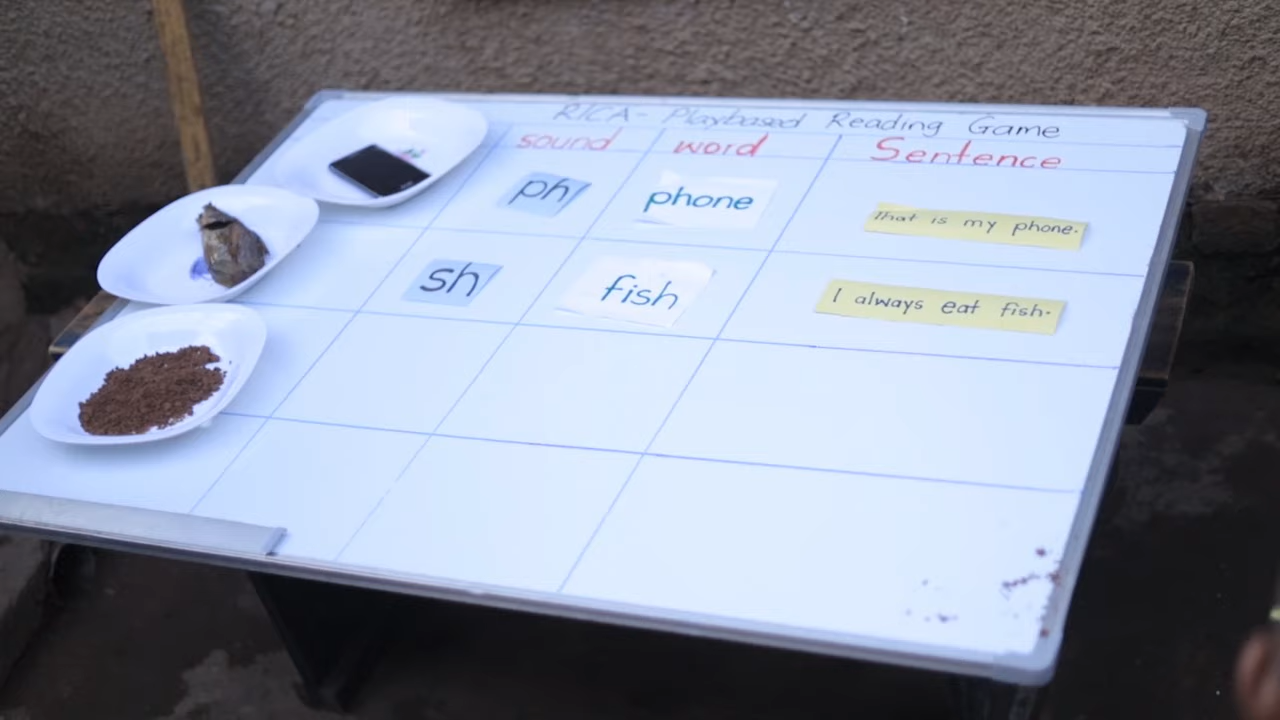 RICA - Playbased Reading Game
sound word Sentence
ph phone That is my phone.
sh fish I always eat fish.